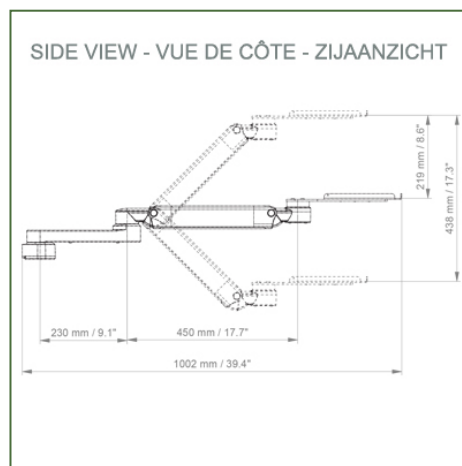 SIDE VIEW - VUE DE CÔTE - ZIJAANZICHT
219 mm / 8.6"
438 mm / 17.3"
230 mm / 9.1"
450 mm / 17.7"
1002 mm / 39.4"